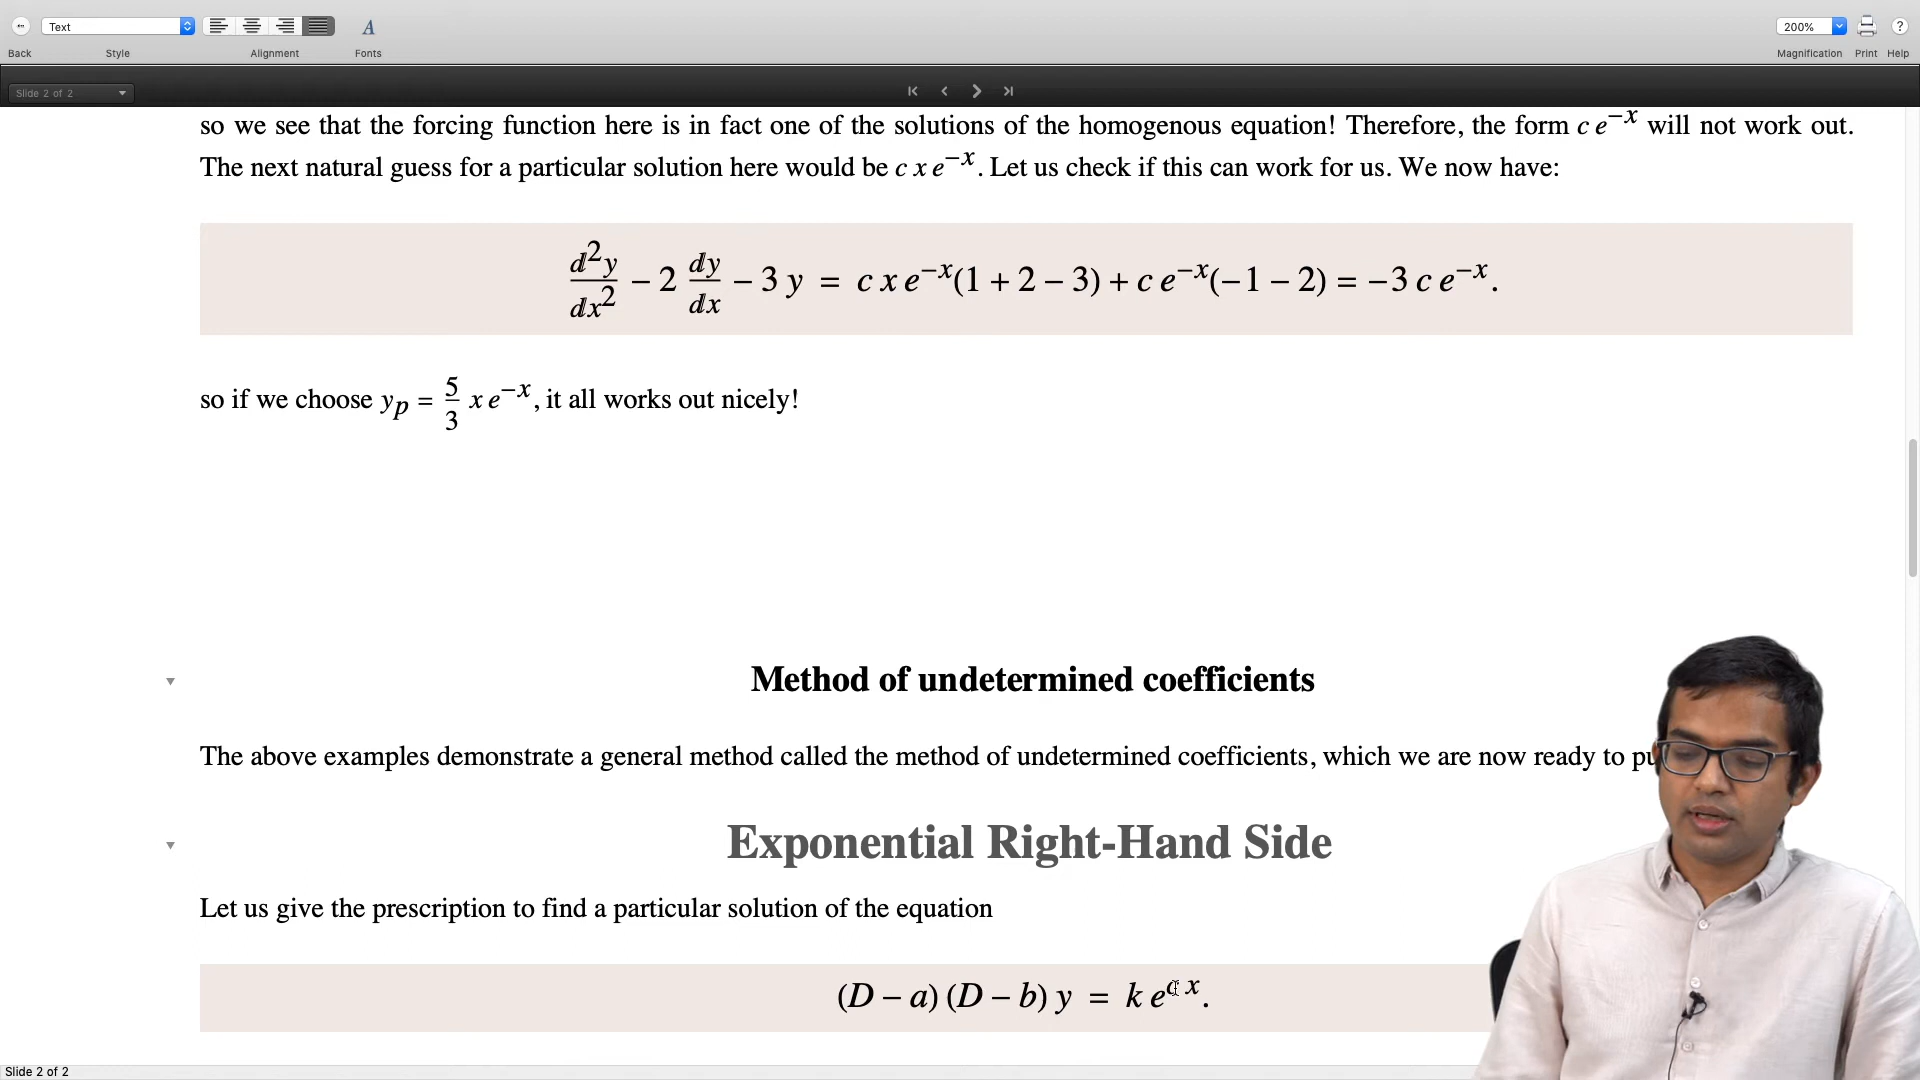 Text
200%
Back
Style
Alignment
Fonts
Magnification
Print
Help
Slide 2 of 2
so we see that the forcing function here is in fact one of the solutions of the homogenous equation! Therefore, the form c e^{-x} will not work out.
The next natural guess for a particular solution here would be c x e^{-x}. Let us check if this can work for us. We now have:
d²y/dx² − 2 dy/dx − 3 y = c x e^{-x}(1 + 2 − 3) + c e^{-x}(−1 − 2) = −3 c e^{-x}.
so if we choose y_p = 5/3 x e^{-x}, it all works out nicely!
Method of undetermined coefficients
The above examples demonstrate a general method called the method of undetermined coefficients, which we are now ready to
Exponential Right-Hand Side
Let us give the prescription to find a particular solution of the equation
(D − a) (D − b) y = k e^{c x}.
Slide 2 of 2